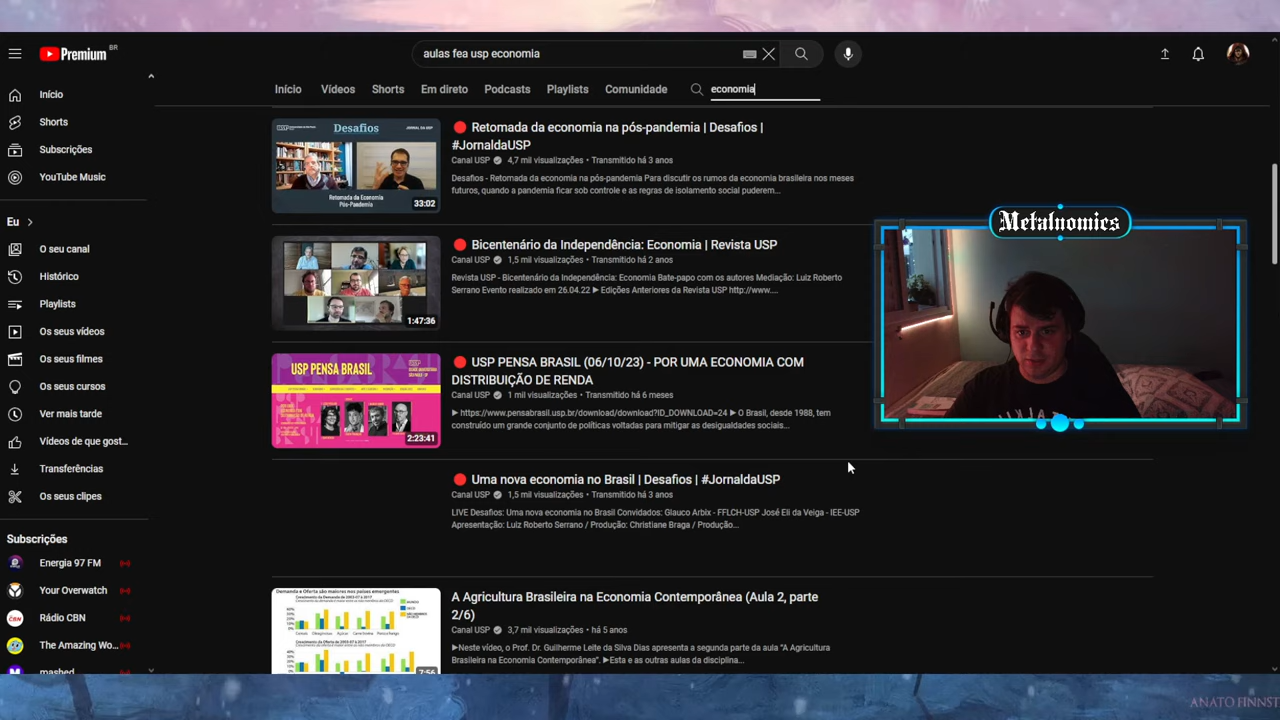 Premium BR
aulas fea usp economia
Início
Vídeos
Shorts
Em direto
Podcasts
Playlists
Comunidade
economia
Início
Shorts
Subscrições
YouTube Music
Eu
O seu canal
Histórico
Playlists
Os seus vídeos
Os seus filmes
Os seus cursos
Ver mais tarde
Vídeos de que gost...
Transferências
Os seus clipes
Subscrições
Energia 97 FM
Your Overwatch
Rádio CBN
The Amazing Wo...
mashed
Desafios
JORNAL DA USP
Retomada da Economia
Pós-Pandemia
33:02
Retomada da economia na pós-pandemia | Desafios |
#JornaldaUSP
Canal USP 4,7 mil visualizações • Transmitido há 3 anos
Desafios - Retomada da economia na pós-pandemia Para discutir os rumos da economia brasileira nos meses
futuros, quando a pandemia ficar sob controle e as regras de isolamento social puderem...
1:47:36
Bicentenário da Independência: Economia | Revista USP
Canal USP 1,5 mil visualizações • Transmitido há 2 anos
Revista USP - Bicentenário da Independência: Economia Bate-papo com os autores Mediação: Luiz Roberto
Serrano Evento realizado em 26.04.22 ▶ Edições Anteriores da Revista USP http://www....
USP PENSA BRASIL
2:23:41
USP PENSA BRASIL (06/10/23) - POR UMA ECONOMIA COM
DISTRIBUIÇÃO DE RENDA
Canal USP 1 mil visualizações • Transmitido há 6 meses
▶ https://www.pensabrasil.usp.br/download/download?ID_DOWNLOAD=24 ▶ O Brasil, desde 1988, tem
construído um grande conjunto de políticas voltadas para mitigar as desigualdades sociais...
Uma nova economia no Brasil | Desafios | #JornaldaUSP
Canal USP 1,5 mil visualizações • Transmitido há 3 anos
LIVE Desafios: Uma nova economia no Brasil Convidados: Glauco Arbix - FFLCH-USP José Eli da Veiga - IEE-USP
Apresentação: Luiz Roberto Serrano / Produção: Christiane Braga / Produção...
Demanda e Oferta são maiores nos países emergentes
7:56
A Agricultura Brasileira na Economia Contemporânea (Aula 2, parte
2/6)
Canal USP 3,7 mil visualizações • há 5 anos
▶Neste vídeo, o Prof. Dr. Guilherme Leite da Silva Dias apresenta a segunda parte da aula "A Agricultura
Brasileira na Economia Contemporânea". ▶Esta e as outras aulas da disciplina...
Metalnomics
ANATO FINNST